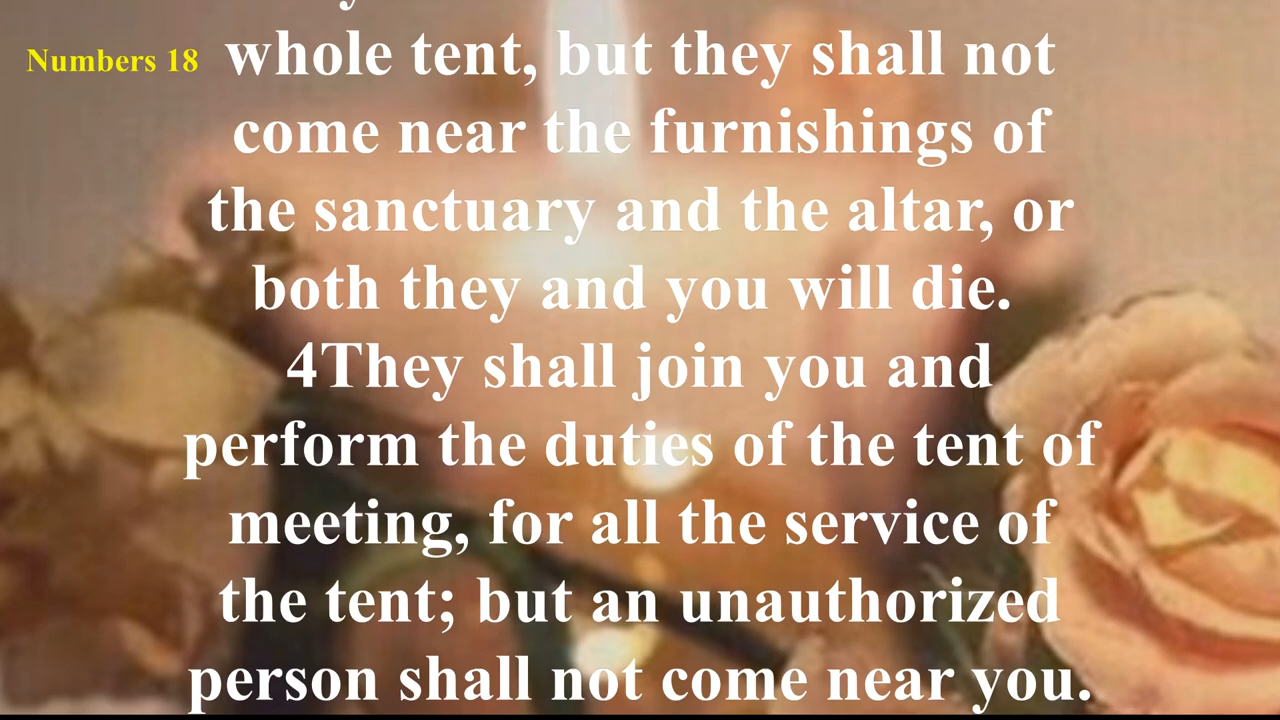 Numbers 18
whole tent, but they shall not
come near the furnishings of
the sanctuary and the altar, or
both they and you will die.
4They shall join you and
perform the duties of the tent of
meeting, for all the service of
the tent; but an unauthorized
person shall not come near you.